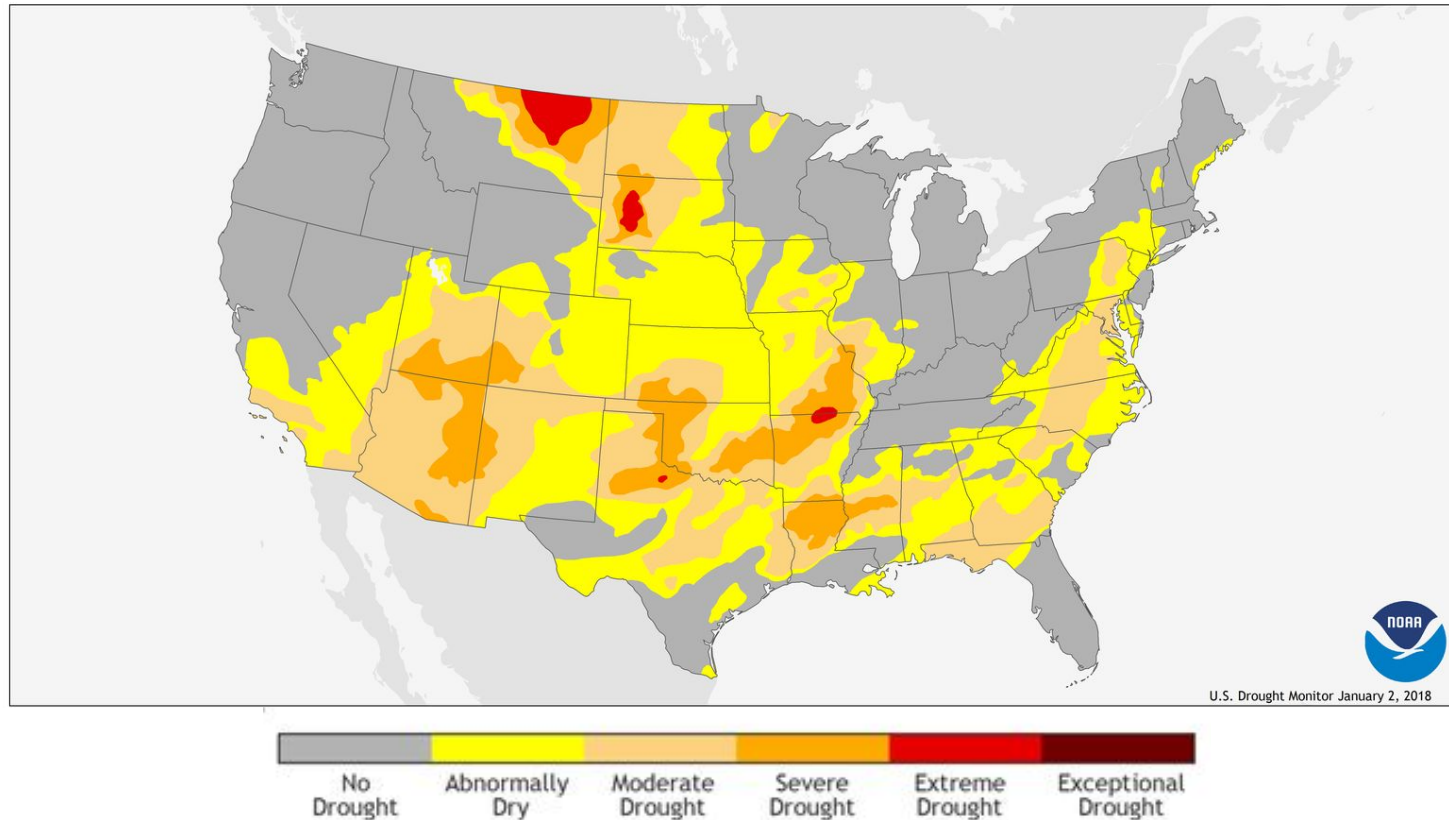 NOAA
U.S. Drought Monitor January 2, 2018
No
Drought
Abnormally
Dry
Moderate
Drought
Severe
Drought
Extreme
Drought
Exceptional
Drought